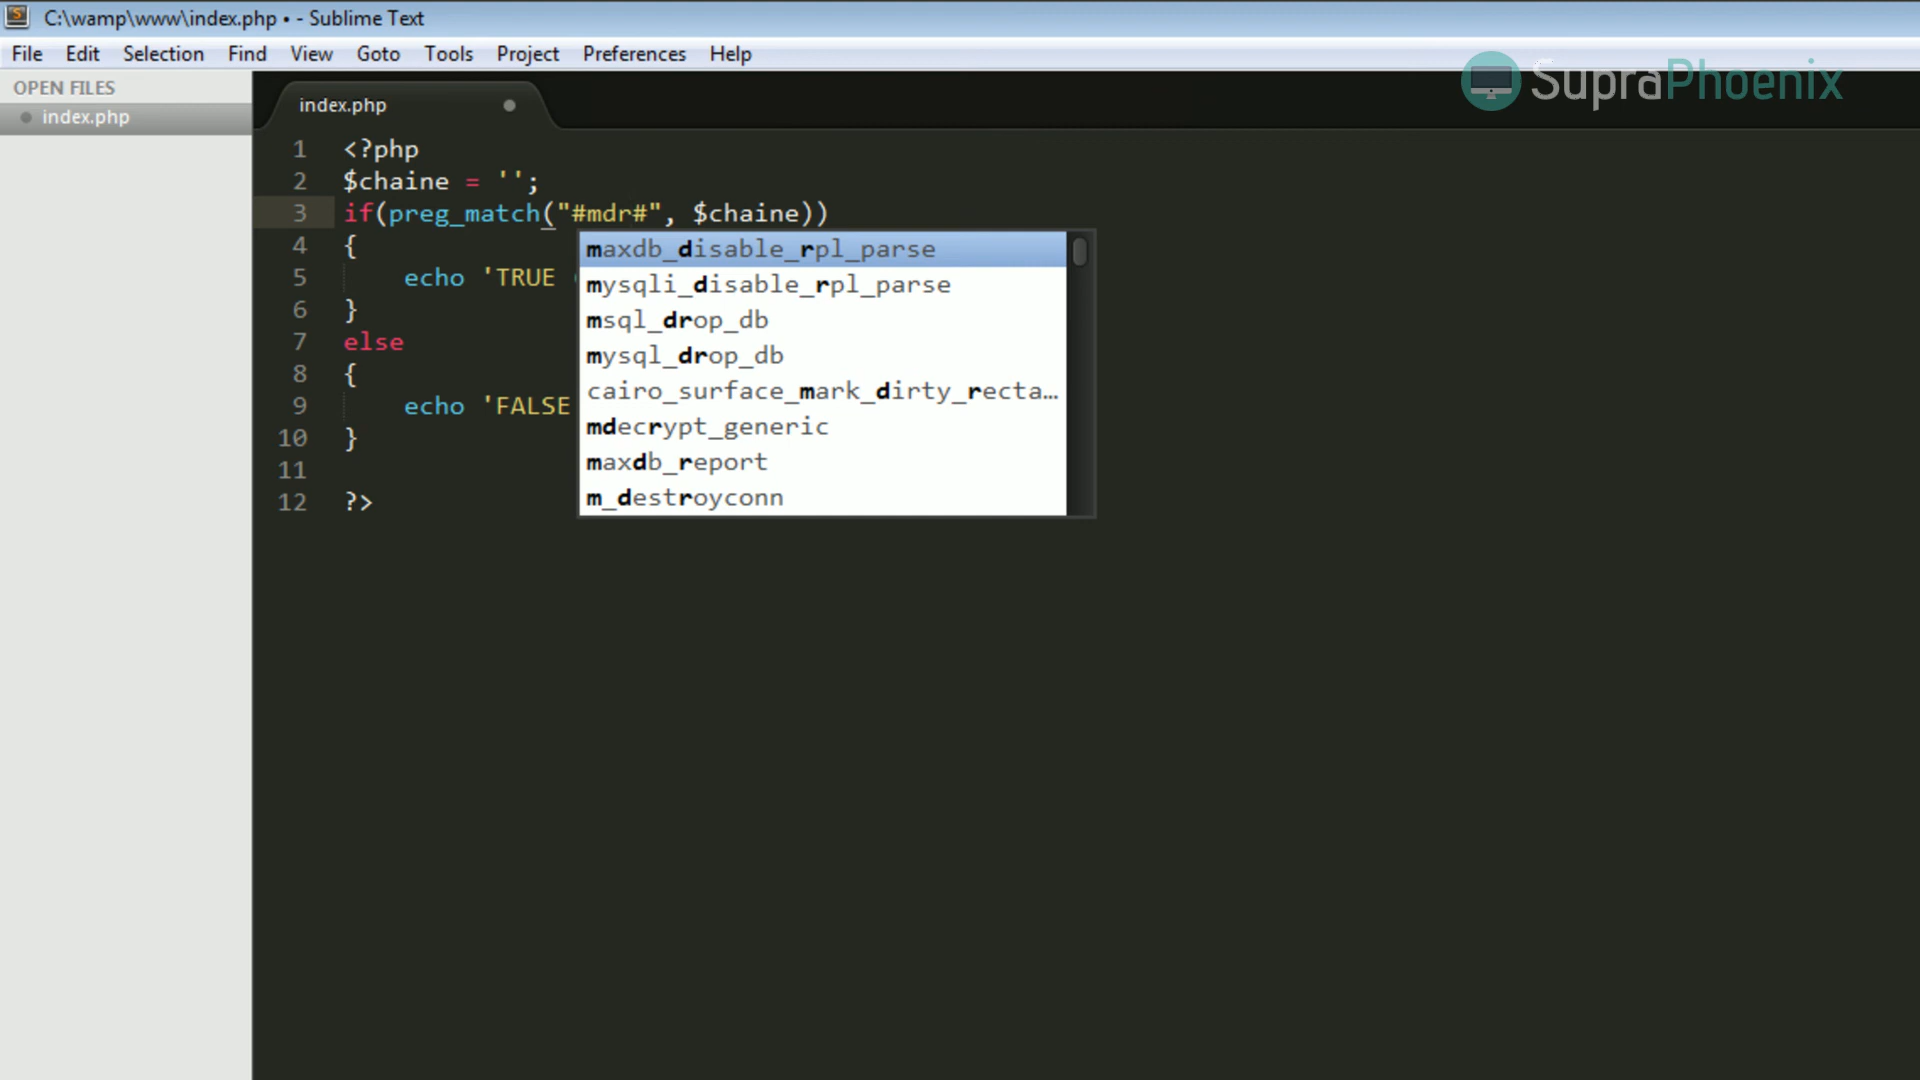 C:\wamp\www\index.php • - Sublime Text
File Edit Selection Find View Goto Tools Project Preferences Help
SupraPhoenix
OPEN FILES
index.php
index.php
1 <?php
2 $chaine = '';
3 if(preg_match("#mdr#", $chaine))
4 {
5 echo 'TRUE
6 }
7 else
8 {
9 echo 'FALSE
10 }
11
12 ?>
maxdb_disable_rpl_parse
mysqli_disable_rpl_parse
msql_drop_db
mysql_drop_db
cairo_surface_mark_dirty_recta…
mdecrypt_generic
maxdb_report
m_destroyconn